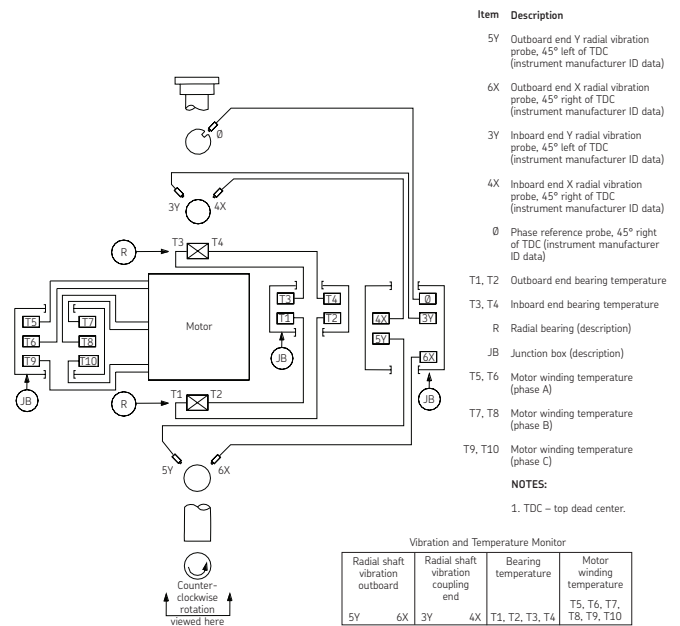 Item Description
5Y Outboard end Y radial vibration
probe, 45° left of TDC
(instrument manufacturer ID data)
6X Outboard end X radial vibration
probe, 45° right of TDC
(instrument manufacturer ID data)
3Y Inboard end Y radial vibration
probe, 45° left of TDC
(instrument manufacturer ID data)
4X Inboard end X radial vibration
probe, 45° right of TDC
(instrument manufacturer ID data)
Ø Phase reference probe, 45° right
of TDC (instrument manufacturer
ID data)
T1, T2 Outboard end bearing temperature
T3, T4 Inboard end bearing temperature
R Radial bearing (description)
JB Junction box (description)
T5, T6 Motor winding temperature
(phase A)
T7, T8 Motor winding temperature
(phase B)
T9, T10 Motor winding temperature
(phase C)
NOTES:
1. TDC – top dead center.
Ø
3Y 4X
R T3 T4
T3 T4 Ø
T5 T7 Motor T1 T2 4X 3Y
T6 T8 5Y
T9 T10 JB 6X
JB R T1 T2 JB
5Y 6X
Counter-
clockwise
rotation
viewed here
Vibration and Temperature Monitor
Radial shaft
vibration
outboard
5Y 6X
Radial shaft
vibration
coupling
end
3Y 4X
Bearing
temperature
T1, T2, T3, T4
Motor
winding
temperature
T5, T6, T7,
T8, T9, T10